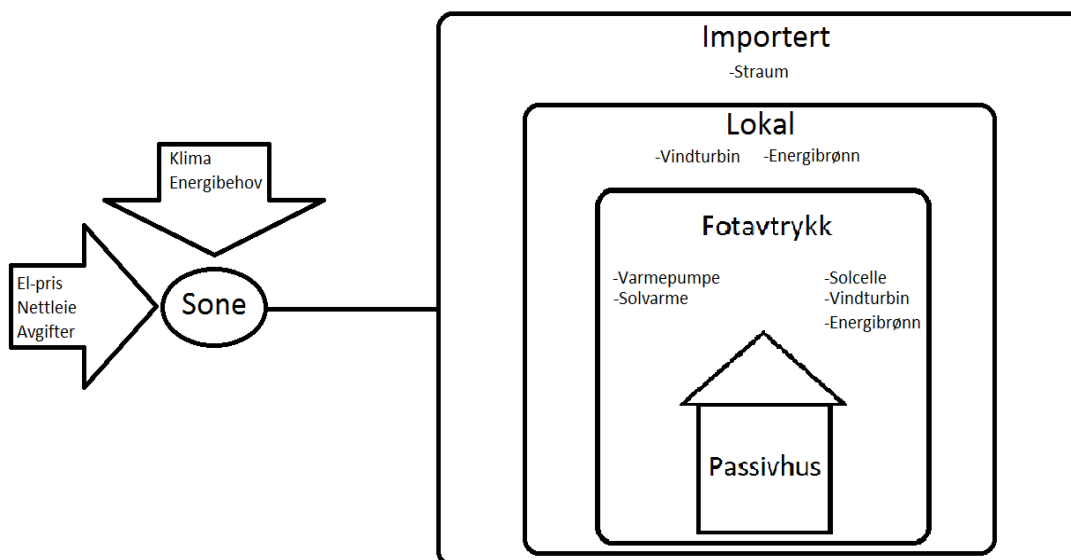 Importert
-Straum
Lokal
-Vindturbin -Energibrønn
Klima
Energibehov
Fotavtrykk
El-pris
Nettleie
Avgifter
Sone
-Varmepumpe
-Solvarme
-Solcelle
-Vindturbin
-Energibrønn
Passivhus